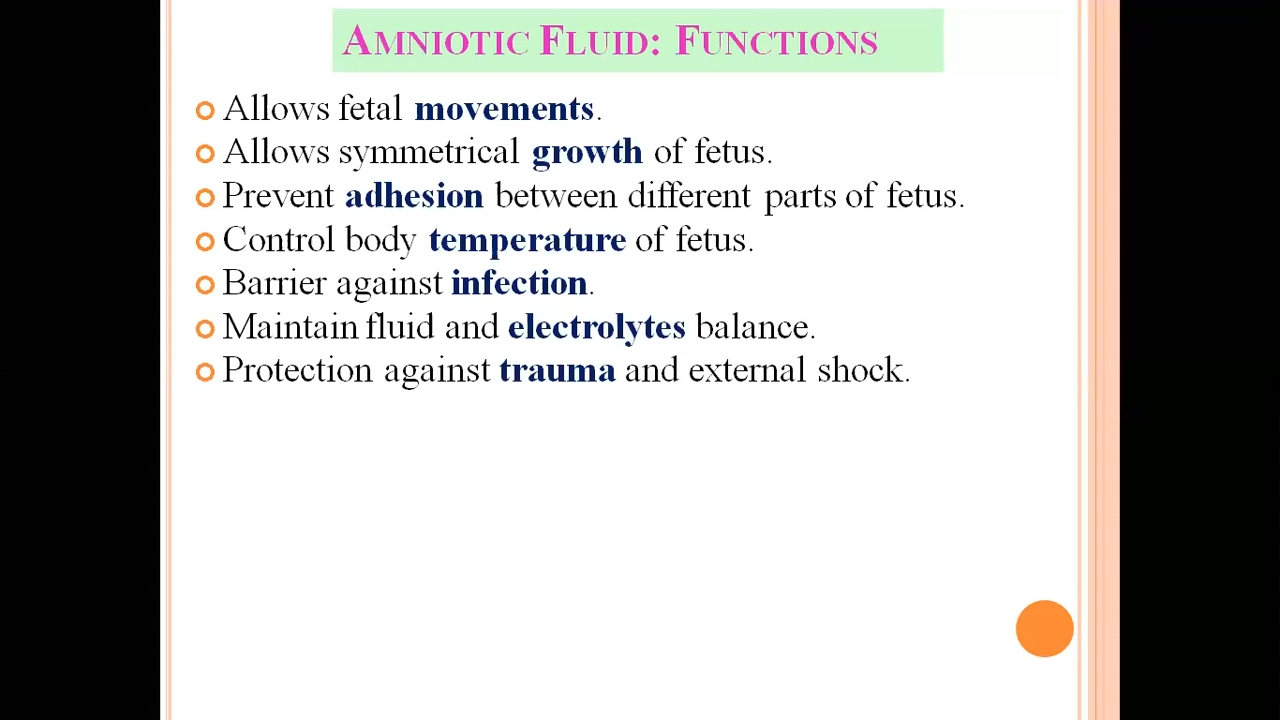 AMNIOTIC FLUID: FUNCTIONS
Allows fetal movements.
Allows symmetrical growth of fetus.
Prevent adhesion between different parts of fetus.
Control body temperature of fetus.
Barrier against infection.
Maintain fluid and electrolytes balance.
Protection against trauma and external shock.